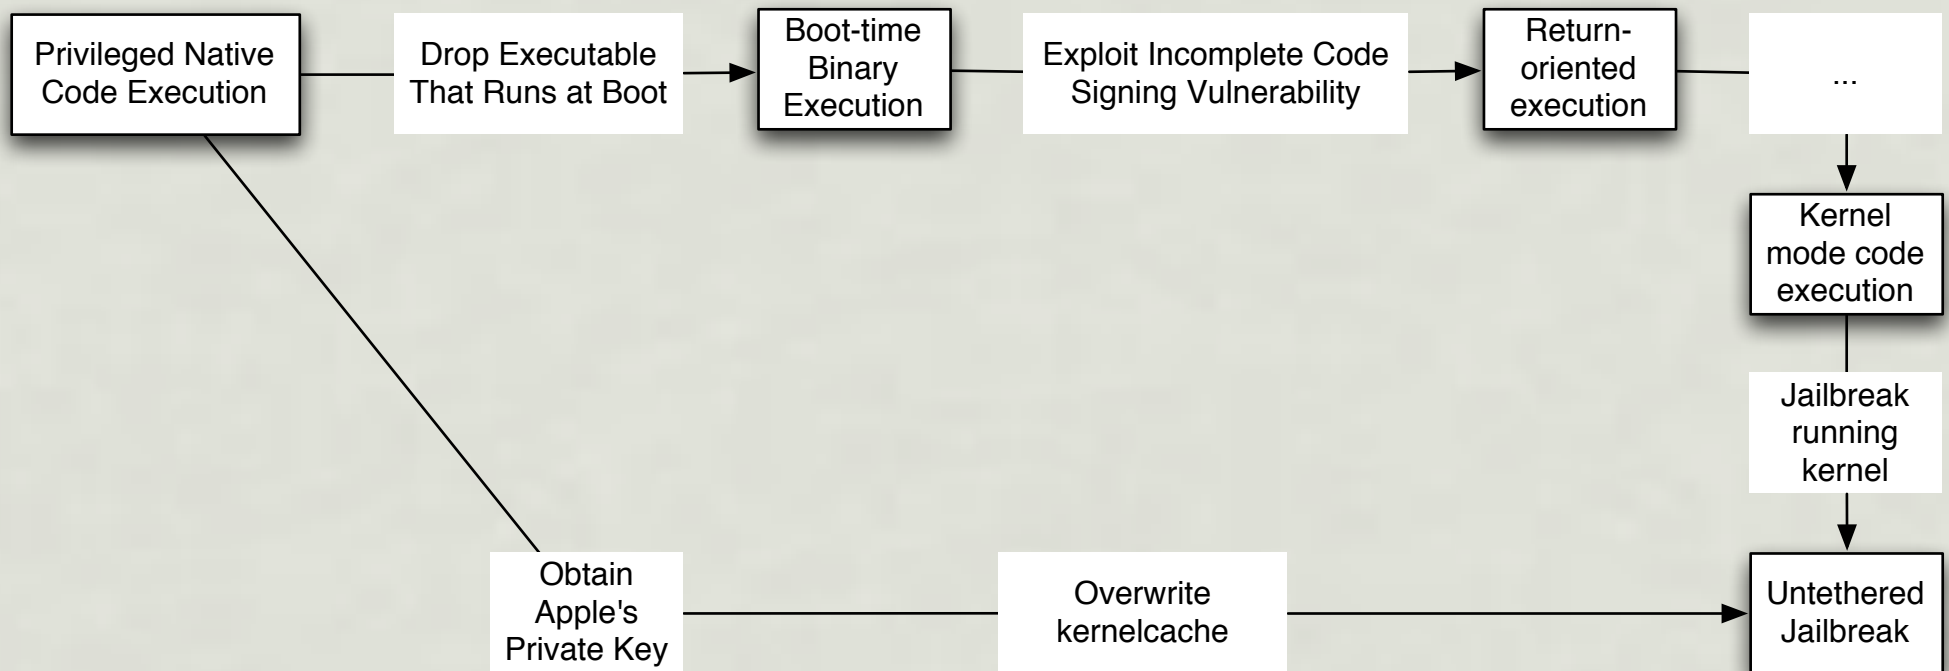 Privileged Native
Code Execution
Drop Executable
That Runs at Boot
Boot-time
Binary
Execution
Exploit Incomplete Code
Signing Vulnerability
Return-
oriented
execution
...
Kernel
mode code
execution
Jailbreak
running
kernel
Obtain
Apple's
Private Key
Overwrite
kernelcache
Untethered
Jailbreak